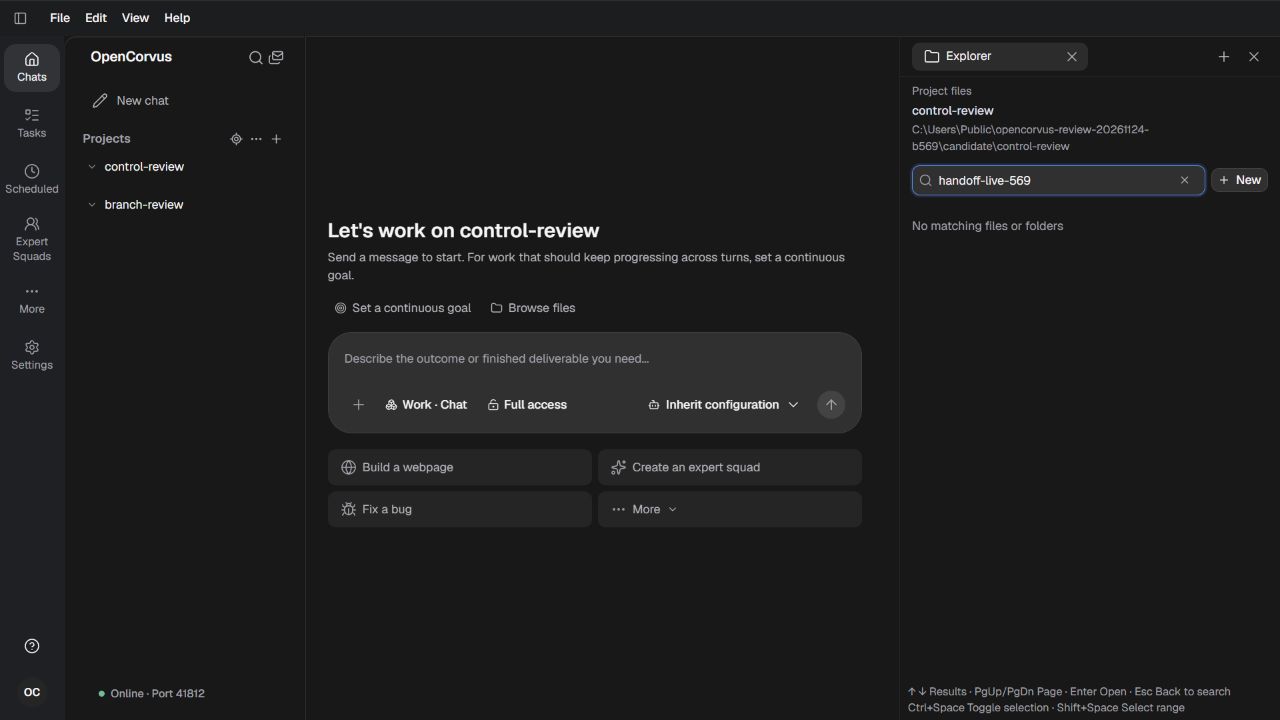 File Edit View Help
Chats
Tasks
Scheduled
Expert
Squads
More
Settings
OC
OpenCorvus
New chat
Projects
control-review
branch-review
Online · Port 41812
Let's work on control-review
Send a message to start. For work that should keep progressing across turns, set a continuous
goal.
Set a continuous goal Browse files
Describe the outcome or finished deliverable you need...
Work · Chat Full access Inherit configuration
Build a webpage Create an expert squad
Fix a bug More
Explorer
Project files
control-review
C:\Users\Public\opencorvus-review-20261124-
b569\candidate\control-review
handoff-live-569 New
No matching files or folders
↑ ↓ Results · PgUp/PgDn Page · Enter Open · Esc Back to search
Ctrl+Space Toggle selection · Shift+Space Select range